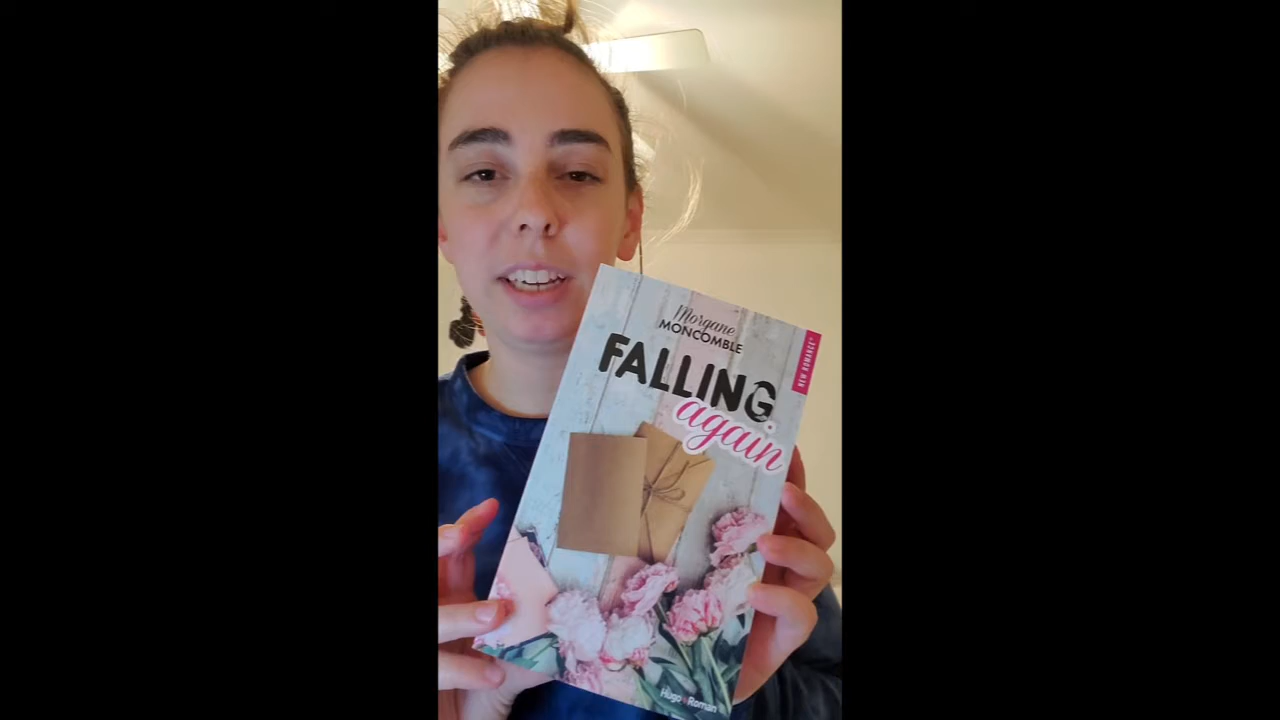 Morgane
MONCOMBLE
FALLING
again
NEW ROMANCE®
Hugo Roman